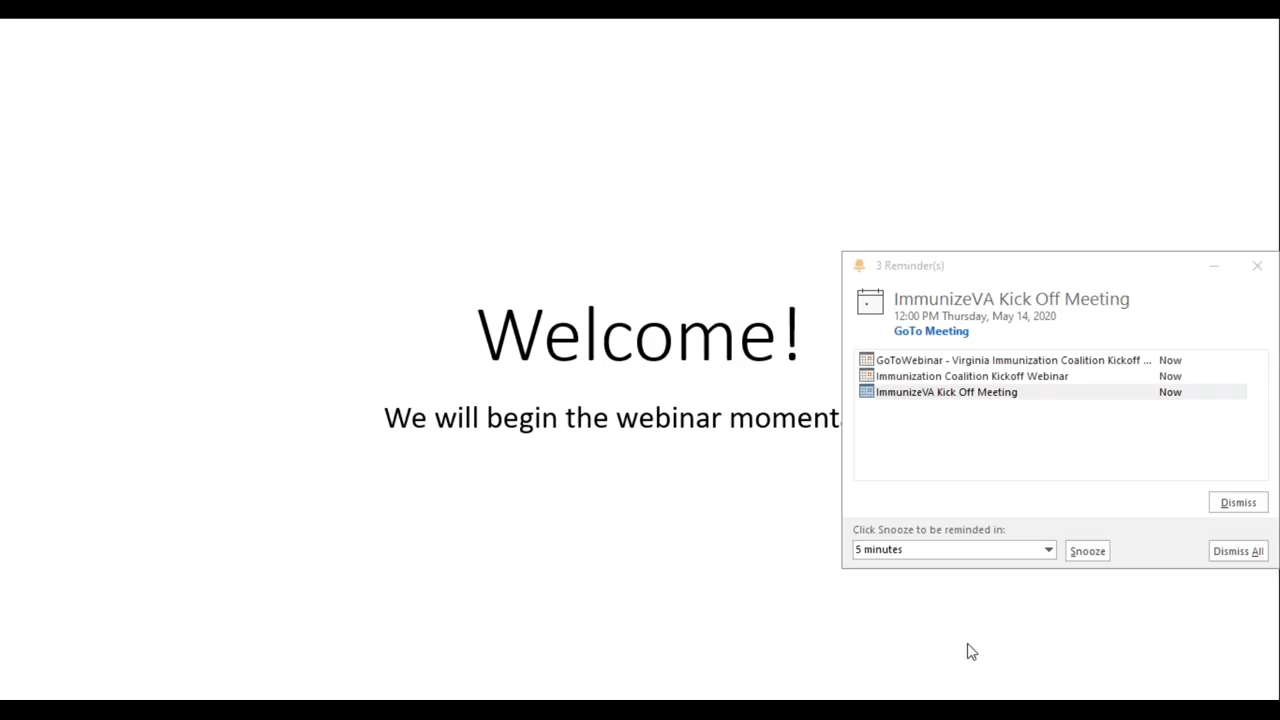 Welcome!
We will begin the webinar
3 Reminder(s)
ImmunizeVA Kick Off Meeting
12:00 PM Thursday, May 14, 2020
GoTo Meeting
GoToWebinar - Virginia Immunization Coalition Kickoff ... Now
Immunization Coalition Kickoff Webinar Now
ImmunizeVA Kick Off Meeting Now
Dismiss
Click Snooze to be reminded in:
5 minutes
Snooze
Dismiss All